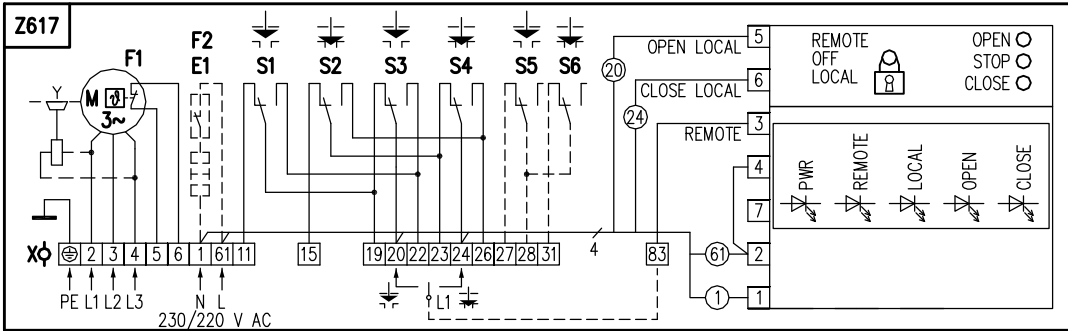 Z617
F1
F2
E1
S1 S2 S3 S4 S5 S6
Y
M ϑ
3~
X
2 3 4 5 6 1 61 11 15 19 20 22 23 24 26 27 28 31 83
4
PE L1 L2 L3 N L
L1
230/220 V AC
20
24
61
1
OPEN LOCAL 5
CLOSE LOCAL 6
REMOTE 3
4
7
2
1
REMOTE
OFF
LOCAL
OPEN
STOP
CLOSE
PWR
REMOTE
LOCAL
OPEN
CLOSE